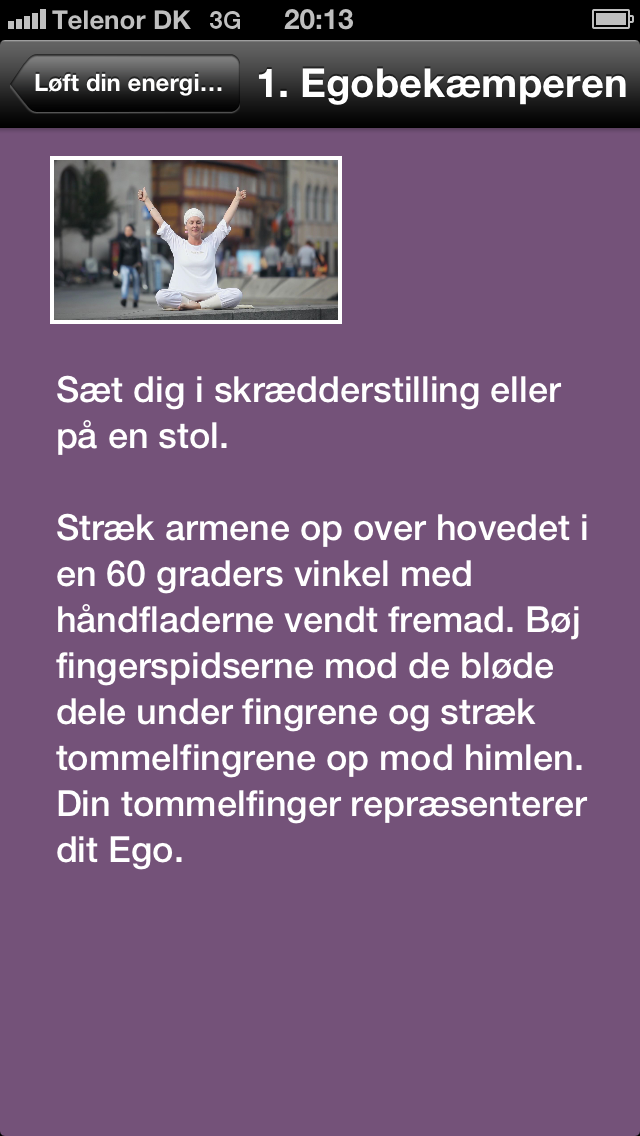 Telenor DK 3G 20:13
Løft din energi... 1. Egobekæmperen
Sæt dig i skrædderstilling eller
på en stol.
Stræk armene op over hovedet i
en 60 graders vinkel med
håndfladerne vendt fremad. Bøj
fingerspidserne mod de bløde
dele under fingrene og stræk
tommelfingrene op mod himlen.
Din tommelfinger repræsenterer
dit Ego.